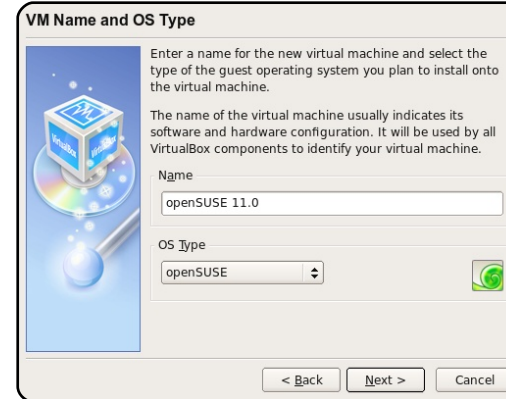 VM Name and OS Type
Enter a name for the new virtual machine and select the
type of the guest operating system you plan to install onto
the virtual machine.
The name of the virtual machine usually indicates its
software and hardware configuration. It will be used by all
VirtualBox components to identify your virtual machine.
Name
openSUSE 11.0
OS Type
openSUSE
< Back
Next >
Cancel
VirtualBox
VirtualBox